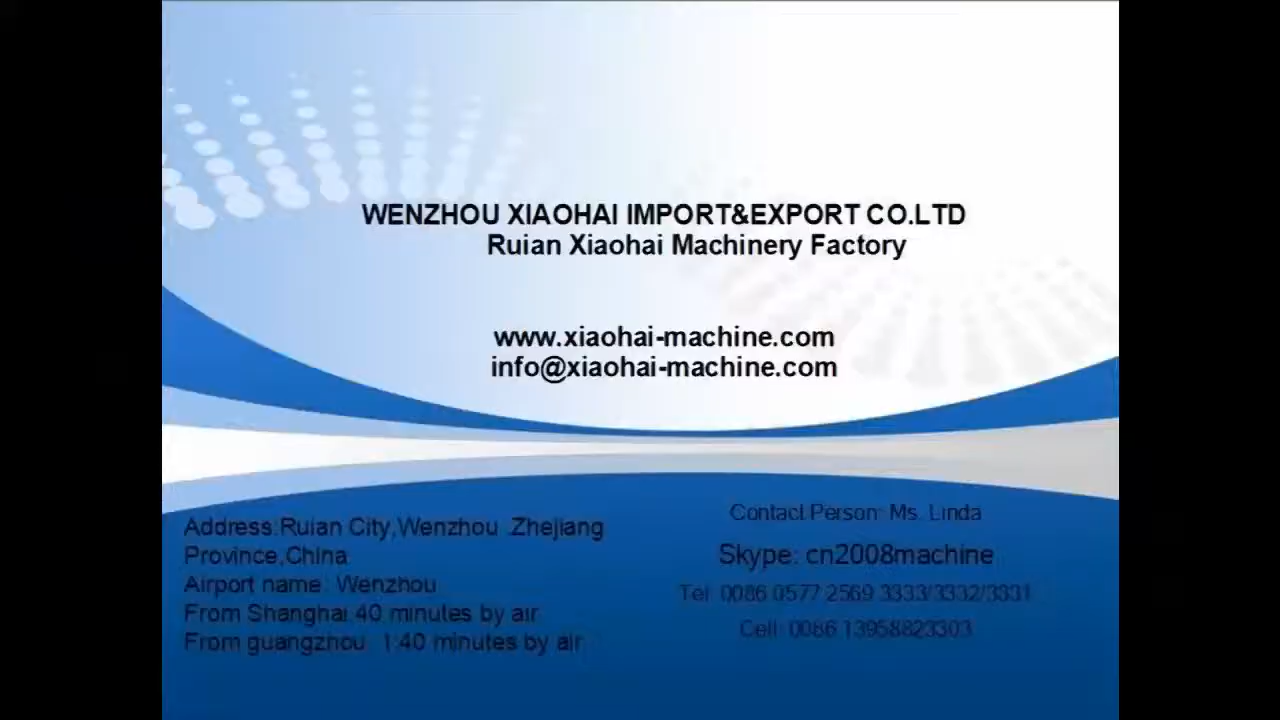 WENZHOU XIAOHAI IMPORT&EXPORT CO.LTD
Ruian Xiaohai Machinery Factory
www.xiaohai-machine.com
info@xiaohai-machine.com
Address:Ruian City,Wenzhou .Zhejiang
Province,China
Airport name: Wenzhou
From Shanghai:40 minutes by air
From guangzhou: 1:40 minutes by air
Contact Person: Ms. Linda
Skype: cn2008machine
Tel: 0086 0577 2569 3333/3332/3331
Cell: 0086 13958823303